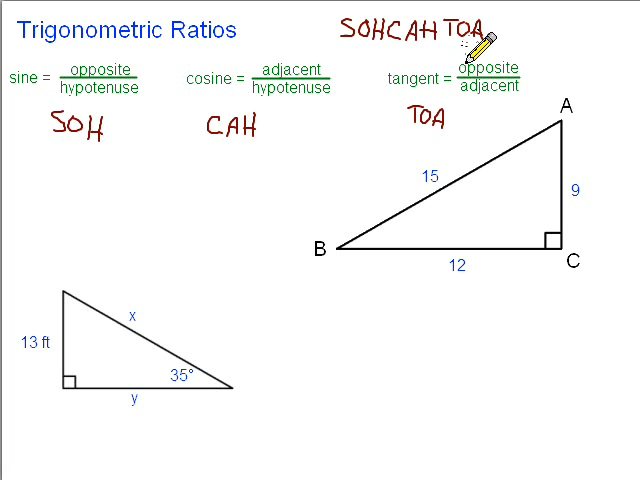 Trigonometric Ratios
SOHCAHTOA
sine = opposite
hypotenuse
cosine = adjacent
hypotenuse
tangent = opposite
adjacent
SOH
CAH
TOA
A
15
9
B
12
C
13 ft
x
35°
y